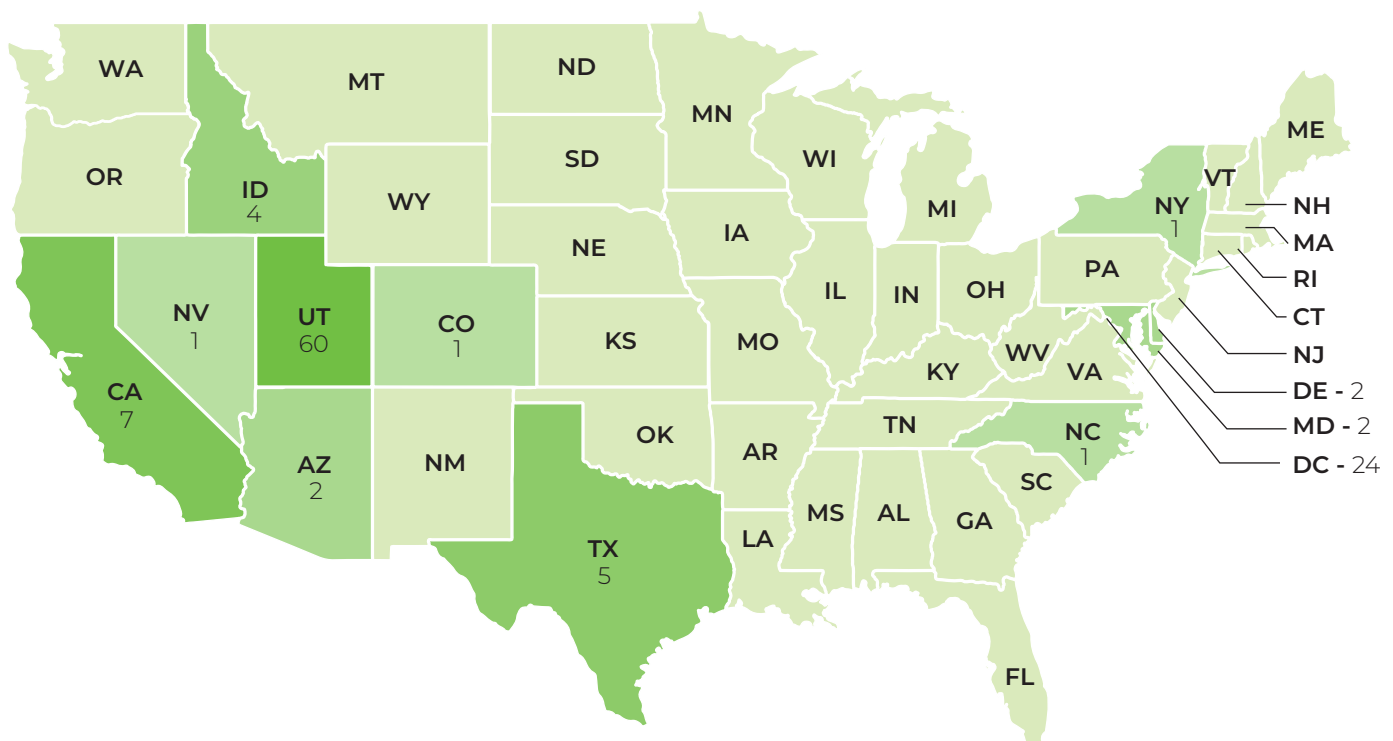 WA
MT
ND
MN
ME
OR
ID
4
SD
WI
VT
NH
WY
MI
NY
1
MA
NE
IA
PA
RI
NV
1
UT
60
CO
1
IL
IN
OH
CT
KS
MO
WV
NJ
CA
7
KY
VA
DE - 2
AZ
2
NM
OK
AR
TN
NC
1
MD - 2
DC - 24
SC
MS
AL
GA
LA
TX
5
FL